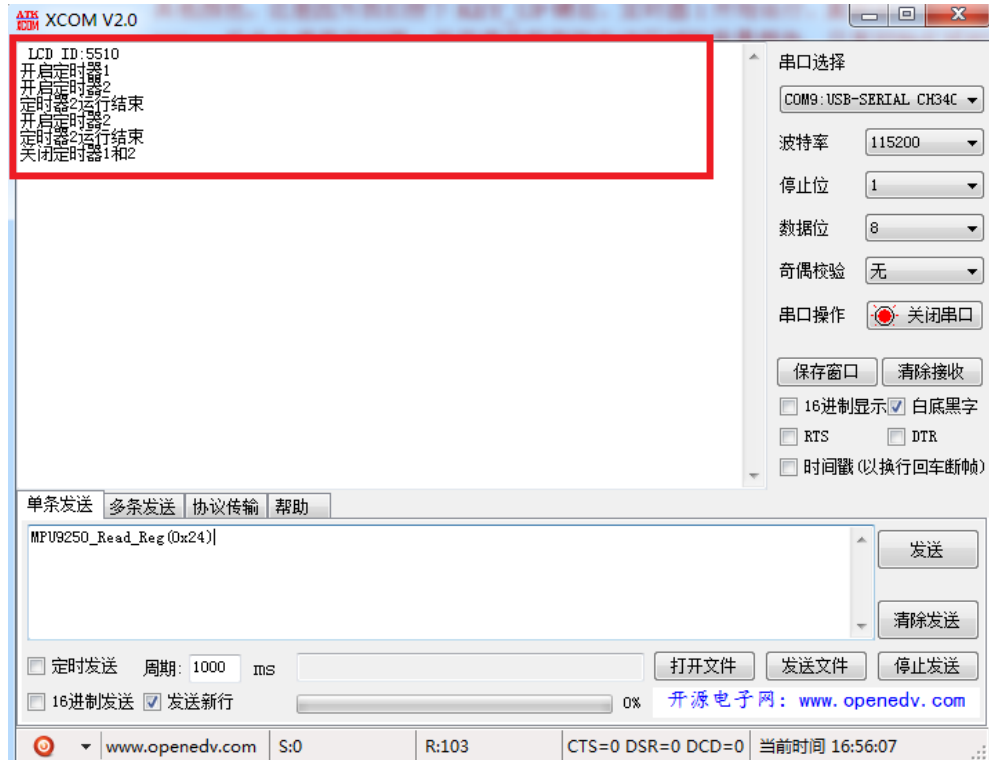 ATK XCOM XCOM V2.0
LCD ID:5510
开启定时器1
开启定时器2
定时器2运行结束
开启定时器2
定时器2运行结束
关闭定时器1和2
串口选择
COM9:USB-SERIAL CH34C
波特率 115200
停止位 1
数据位 8
奇偶校验 无
串口操作 关闭串口
保存窗口 清除接收
16进制显示 白底黑字
RTS DTR
时间戳(以换行回车断帧)
单条发送 多条发送 协议传输 帮助
MPU9250_Read_Reg(0x24)
发送
清除发送
定时发送 周期: 1000 ms 打开文件 发送文件 停止发送
16进制发送 发送新行 0% 开源电子网: www.openedv.com
www.openedv.com S:0 R:103 CTS=0 DSR=0 DCD=0 当前时间 16:56:07